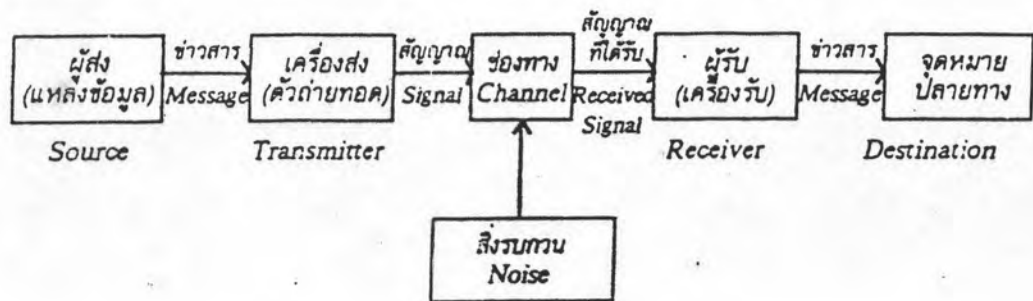 ผู้ส่ง
(แหล่งข้อมูล)
Source
ข่าวสาร
Message
เครื่องส่ง
(ตัวถ่ายทอด)
Transmitter
สัญญาณ
Signal
ช่องทาง
Channel
สัญญาณ
ที่ได้รับ
Received
Signal
ผู้รับ
(เครื่องรับ)
Receiver
ข่าวสาร
Message
จุดหมาย
ปลายทาง
Destination
สิ่งรบกวน
Noise